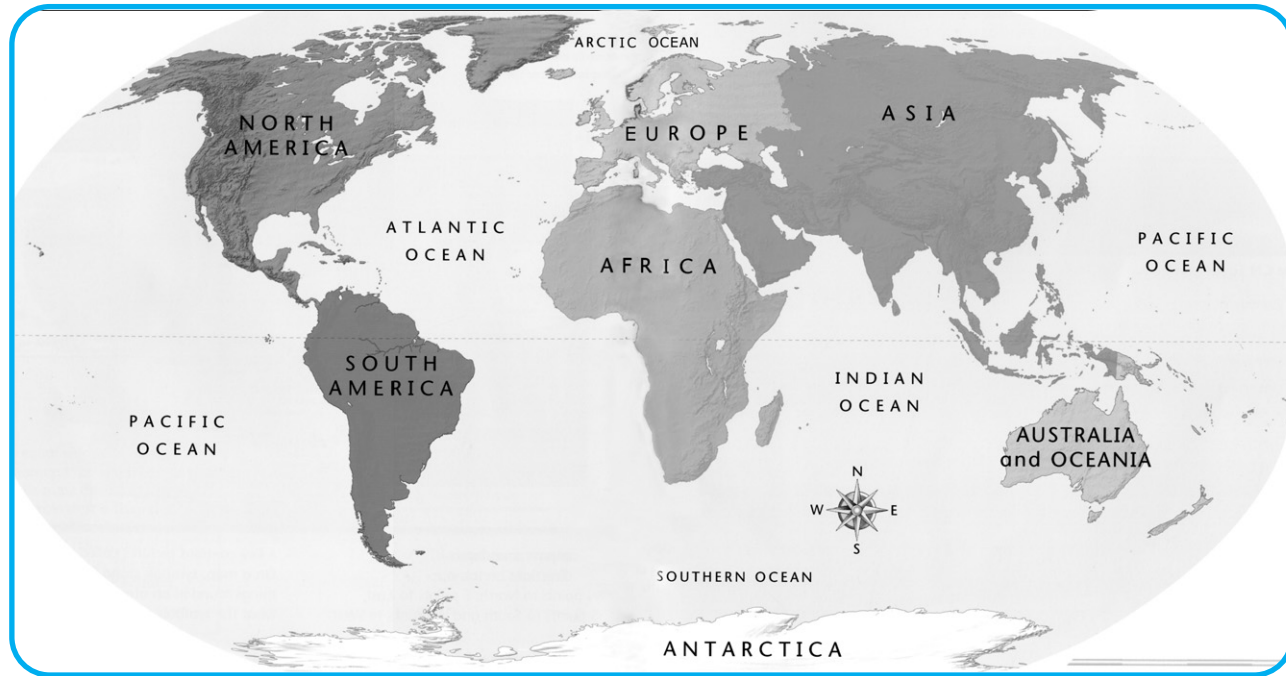 ARCTIC OCEAN
NORTH
AMERICA
EUROPE
ASIA
ATLANTIC
OCEAN
AFRICA
PACIFIC
OCEAN
SOUTH
AMERICA
INDIAN
OCEAN
PACIFIC
OCEAN
AUSTRALIA
and OCEANIA
N
W E
S
SOUTHERN OCEAN
ANTARCTICA